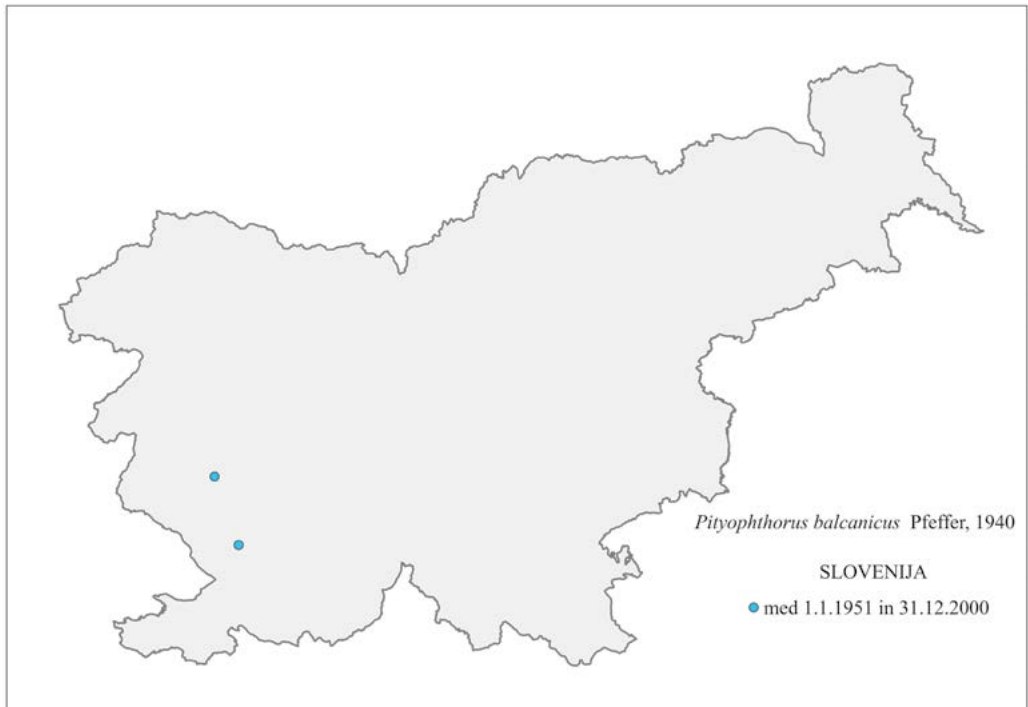 Pityophthorus balcanicus Pfeffer, 1940
SLOVENIJA
med 1.1.1951 in 31.12.2000